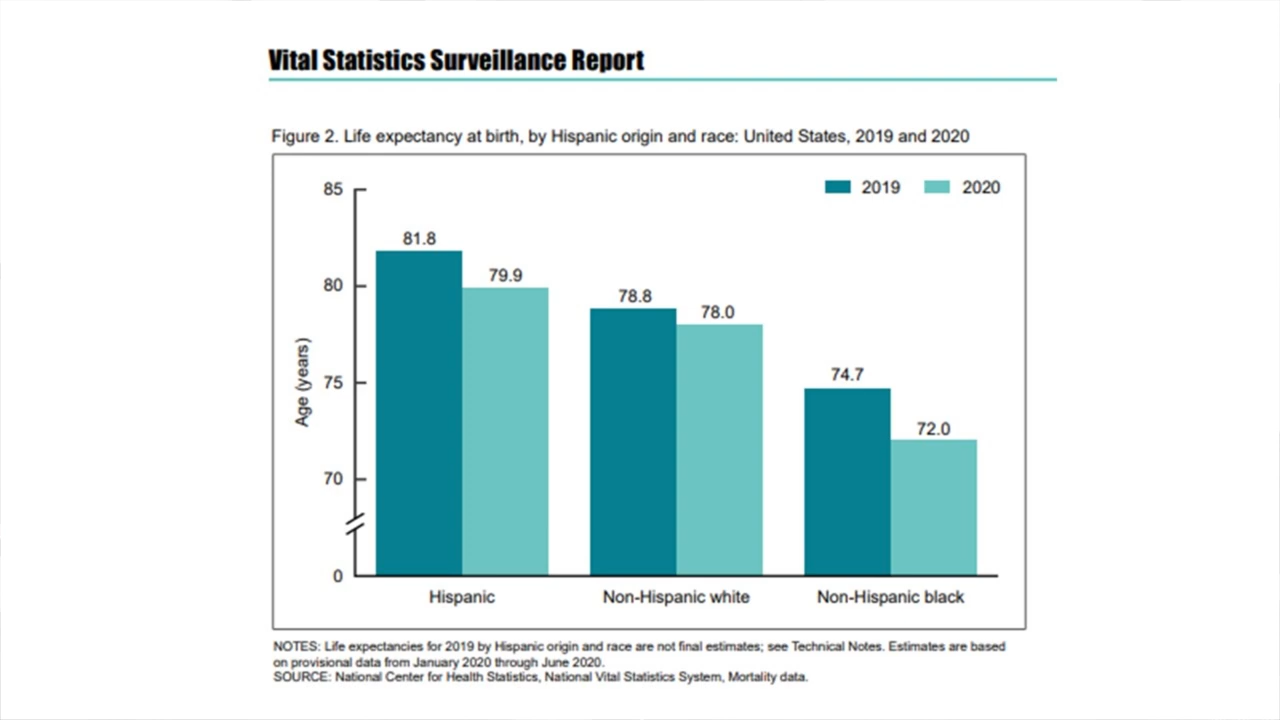 Vital Statistics Surveillance Report
Figure 2. Life expectancy at birth, by Hispanic origin and race: United States, 2019 and 2020
2019 2020
85
81.8
79.9
80
78.8
78.0
Age (years)
75
74.7
72.0
70
0
Hispanic Non-Hispanic white Non-Hispanic black
NOTES: Life expectancies for 2019 by Hispanic origin and race are not final estimates; see Technical Notes. Estimates are based
on provisional data from January 2020 through June 2020.
SOURCE: National Center for Health Statistics, National Vital Statistics System, Mortality data.